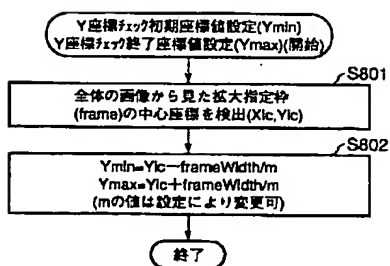 Y座標チェック初期座標値設定(Ymin)
Y座標チェック終了座標値設定(Ymax)(開始)
S801
全体の画像から見た拡大指定枠
(frame)の中心座標を検出(Xlc,Ylc)
S802
Ymin=Ylc−frameWidth/m
Ymax=Ylc+frameWidth/m
(mの値は設定により変更可)
終了